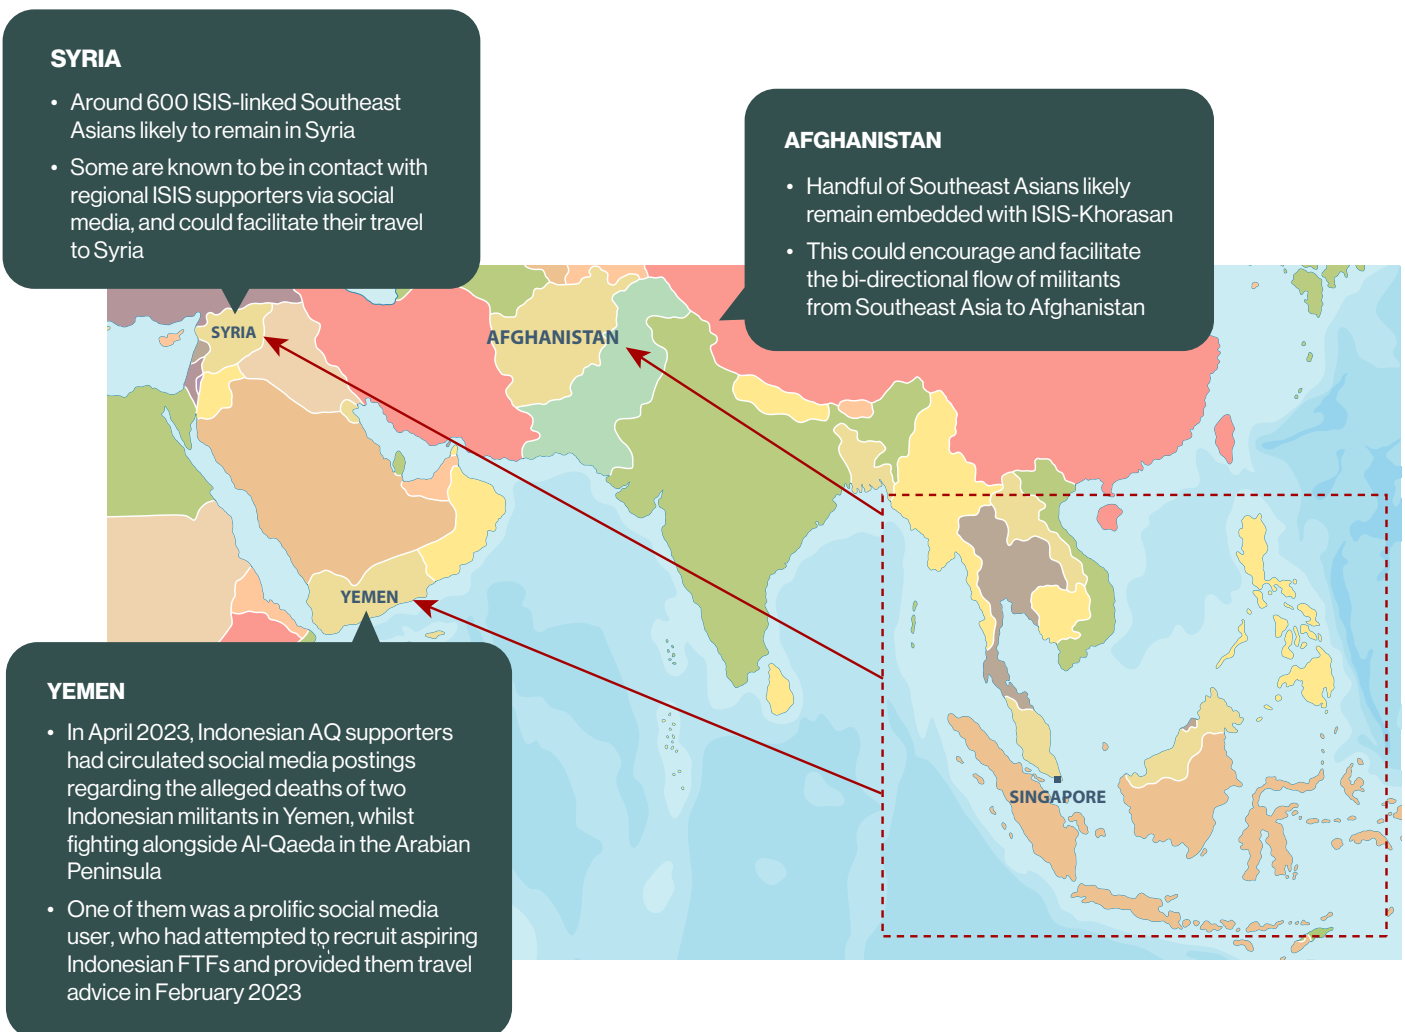 SYRIA
• Around 600 ISIS-linked Southeast
Asians likely to remain in Syria
• Some are known to be in contact with
regional ISIS supporters via social
media, and could facilitate their travel
to Syria
AFGHANISTAN
• Handful of Southeast Asians likely
remain embedded with ISIS-Khorasan
• This could encourage and facilitate
the bi-directional flow of militants
from Southeast Asia to Afghanistan
SYRIA
AFGHANISTAN
YEMEN
SINGAPORE
YEMEN
• In April 2023, Indonesian AQ supporters
had circulated social media postings
regarding the alleged deaths of two
Indonesian militants in Yemen, whilst
fighting alongside Al-Qaeda in the Arabian
Peninsula
• One of them was a prolific social media
user, who had attempted to recruit aspiring
Indonesian FTFs and provided them travel
advice in February 2023